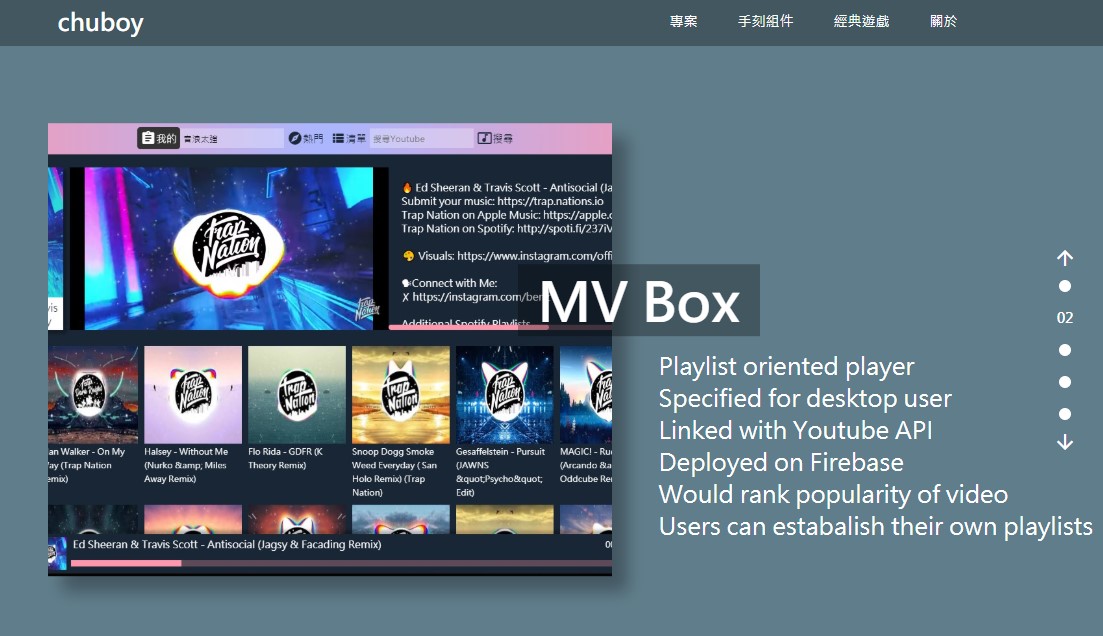 chuboy
專案
手刻組件
經典遊戲
關於
我的
音浪太強
熱門
清單
搜尋Youtube
搜尋
Trap Nation
🔥 Ed Sheeran & Travis Scott - Antisocial (Ja
Submit your music: https://trap.nations.io
Trap Nation on Apple Music: https://apple.c
Trap Nation on Spotify: http://spoti.fi/237iV
Visuals: https://www.instagram.com/offi
Connect with Me:
X https://instagram.com/ben
Additional Spotify Playlists
MV Box
Playlist oriented player
Specified for desktop user
Linked with Youtube API
Deployed on Firebase
Would rank popularity of video
Users can estabalish their own playlists
02
an Walker - On My
Way (Trap Nation
emix)
Halsey - Without Me
(Nurko &amp; Miles
Away Remix)
Flo Rida - GDFR (K
Theory Remix)
Snoop Dogg Smoke
Weed Everyday ( San
Holo Remix) (Trap
Nation)
Gesaffelstein - Pursuit
(JAWNS
&quot;Psycho&quot;
Edit)
MAGIC! - Ru
(Arcando &a
Oddcube Re
Ed Sheeran & Travis Scott - Antisocial (Jagsy & Facading Remix)